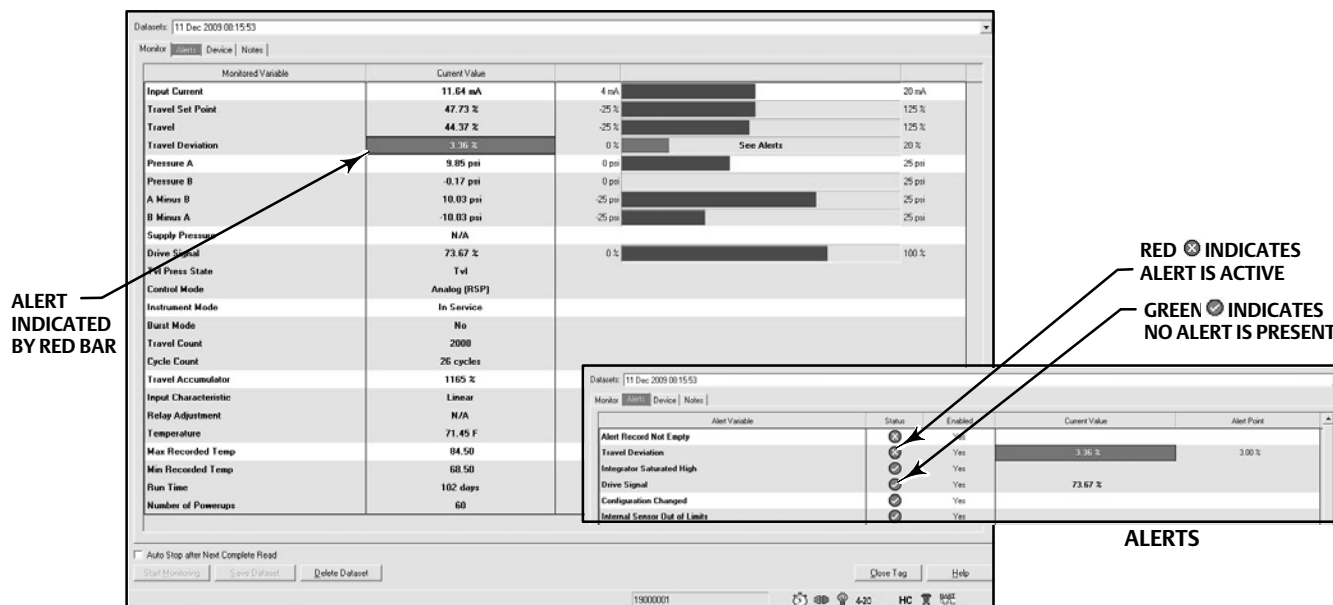 Datasets: 11 Dec 2009 08:15:53
Monitor Alerts Device Notes
Monitored Variable Current Value
Input Current 11.64 mA 4 mA 20 mA
Travel Set Point 47.73 % -25 % 125 %
Travel 44.37 % -25 % 125 %
Travel Deviation 3.36 % 0 % See Alerts 20 %
Pressure A 9.85 psi 0 psi 25 psi
Pressure B -0.17 psi 0 psi 25 psi
A Minus B 10.03 psi -25 psi 25 psi
B Minus A -10.03 psi -25 psi 25 psi
Supply Pressure N/A
Drive Signal 73.67 % 0 % 100 %
Tvl Press State Tvl
Control Mode Analog (RSP)
Instrument Mode In Service
Burst Mode No
Travel Count 2000
Cycle Count 26 cycles
Travel Accumulator 1165 %
Input Characteristic Linear
Relay Adjustment N/A
Temperature 71.45 F
Max Recorded Temp 84.50
Min Recorded Temp 68.50
Run Time 102 days
Number of Powerups 60
Auto Stop after Next Complete Read
Start Monitoring Save Dataset Delete Dataset Close Tag Help
19000001 4-20 HC
ALERT
INDICATED
BY RED BAR
RED INDICATES
ALERT IS ACTIVE
GREEN INDICATES
NO ALERT IS PRESENT
Datasets: 11 Dec 2009 08:15:53
Monitor Alerts Device Notes
Alert Variable Status Enabled Current Value Alert Point
Alert Record Not Empty Yes
Travel Deviation Yes 3.36 % 3.00 %
Integrator Saturated High Yes
Drive Signal Yes 73.67 %
Configuration Changed Yes
Internal Sensor Out of Limits Yes
ALERTS